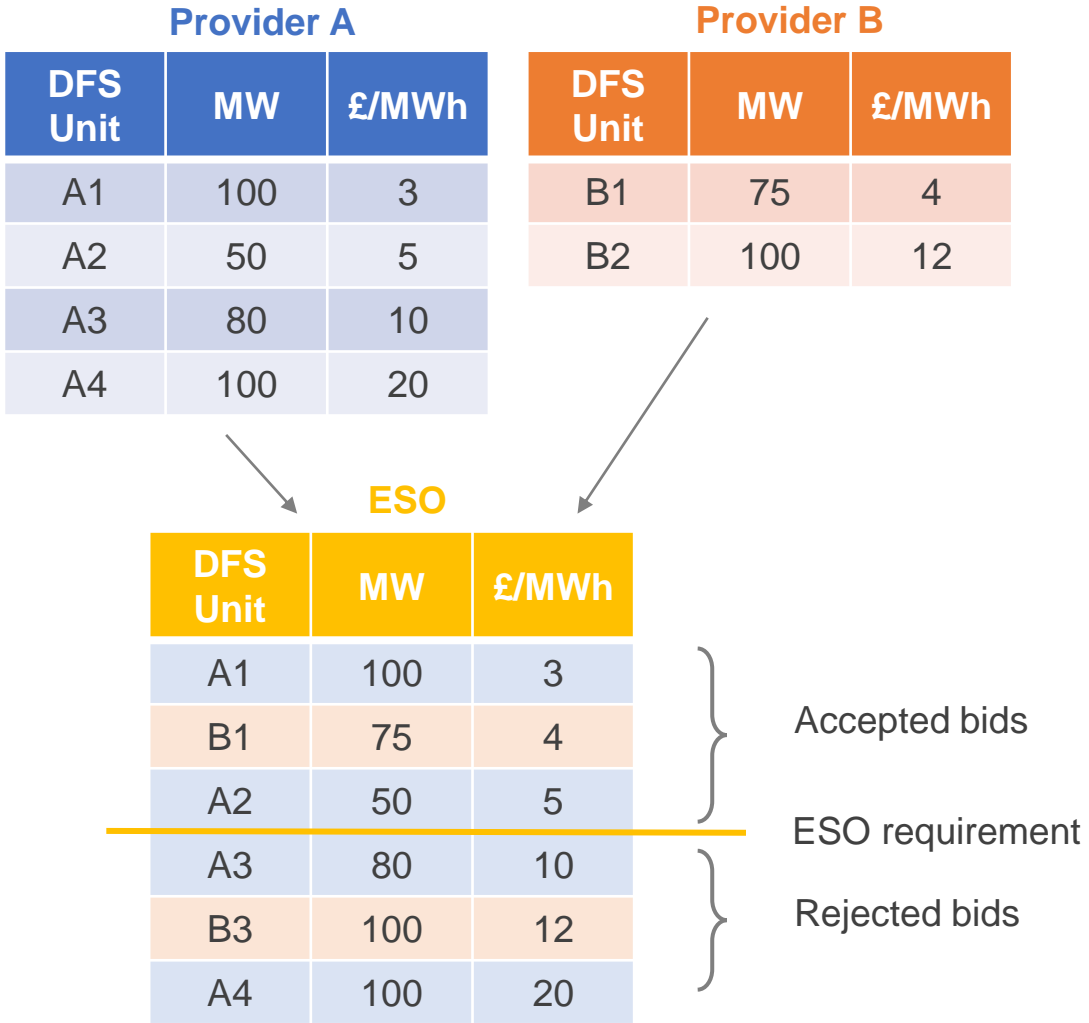 Provider A
DFS Unit MW £/MWh
A1 100 3
A2 50 5
A3 80 10
A4 100 20
Provider B
DFS Unit MW £/MWh
B1 75 4
B2 100 12
ESO
DFS Unit MW £/MWh
A1 100 3
B1 75 4
A2 50 5
A3 80 10
B3 100 12
A4 100 20
Accepted bids
ESO requirement
Rejected bids